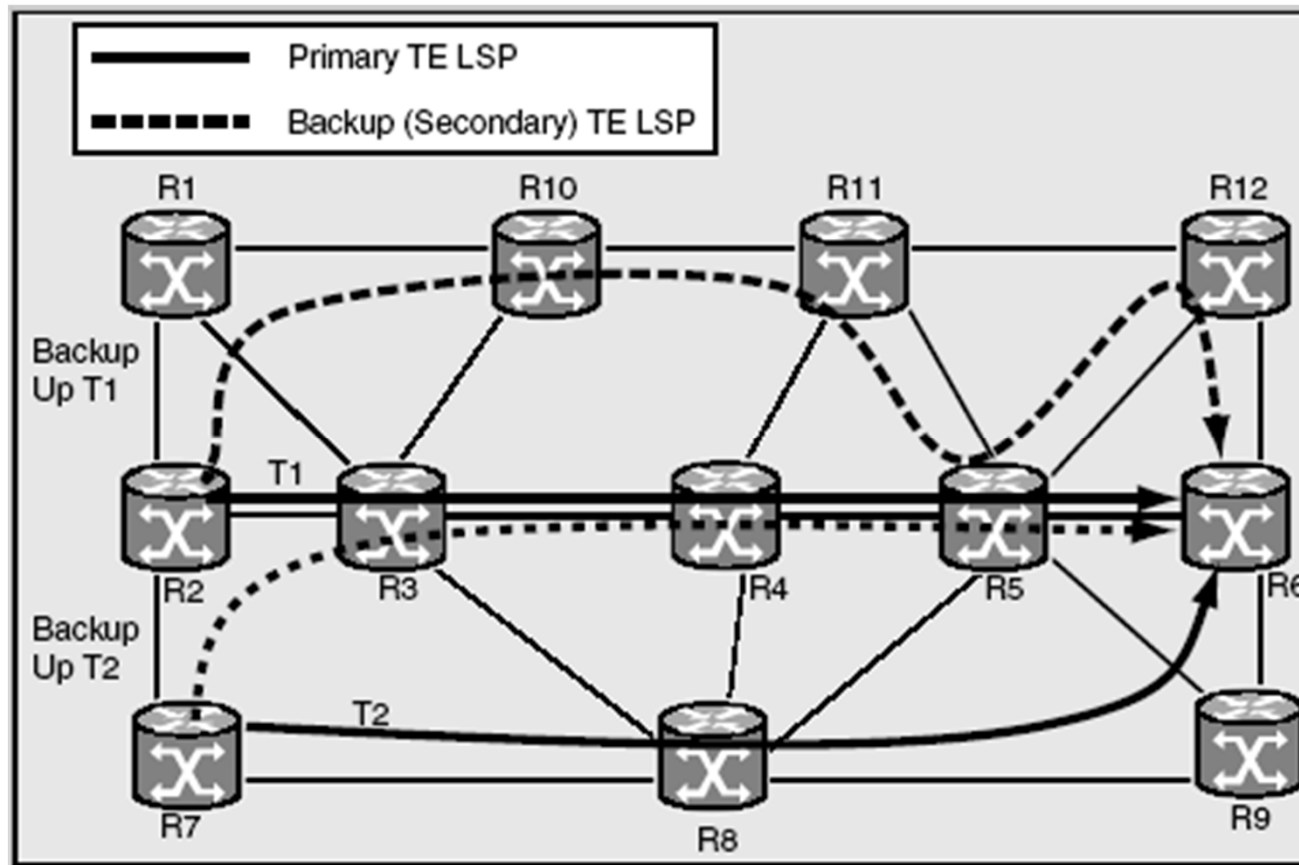 Primary TE LSP
Backup (Secondary) TE LSP
R1
R10
R11
R12
Backup
Up T1
T1
R2
R3
R4
R5
R6
Backup
Up T2
T2
R7
R8
R9